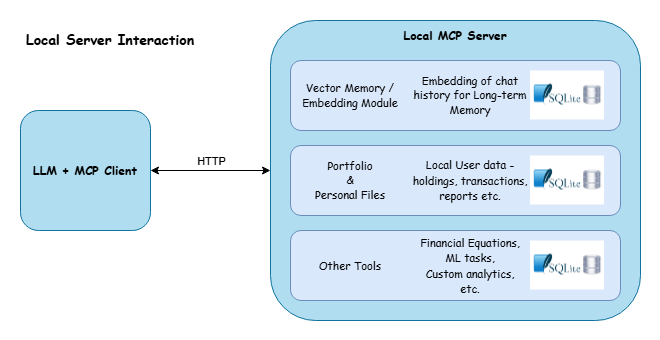 Local Server Interaction
Local MCP Server
LLM + MCP Client
HTTP
Vector Memory /
Embedding Module
Embedding of chat
history for Long-term
Memory
SQLite
Portfolio
&
Personal Files
Local User data -
holdings, transactions,
reports etc.
SQLite
Other Tools
Financial Equations,
ML tasks,
Custom analytics,
etc.
SQLite